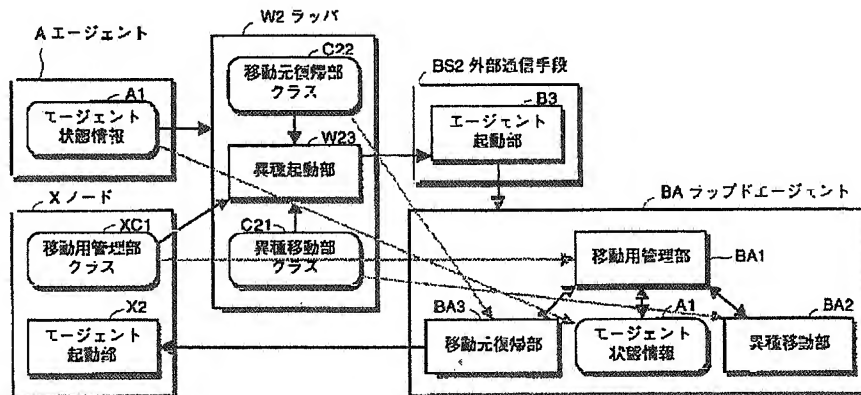 A エージェント
A1
エージェント
状態情報
W2 ラッパ
C22
移動元復帰部
クラス
W23
異種起動部
C21
異種移動部
クラス
BS2 外部通信手段
B3
エージェント
起動部
X ノード
XC1
移動用管理部
クラス
X2
エージェント
起動部
BA ラップドエージェント
移動用管理部
BA1
BA3
移動元復帰部
A1
エージェント
状態情報
BA2
異種移動部